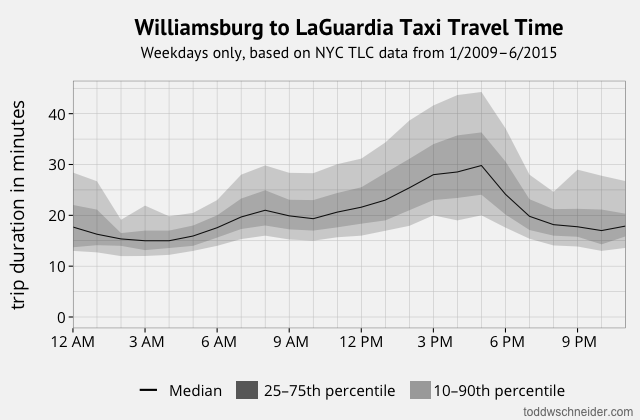 Williamsburg to LaGuardia Taxi Travel Time
Weekdays only, based on NYC TLC data from 1/2009–6/2015
trip duration in minutes
40
30
20
10
0
12 AM 3 AM 6 AM 9 AM 12 PM 3 PM 6 PM 9 PM
Median 25–75th percentile 10–90th percentile
toddwschneider.com